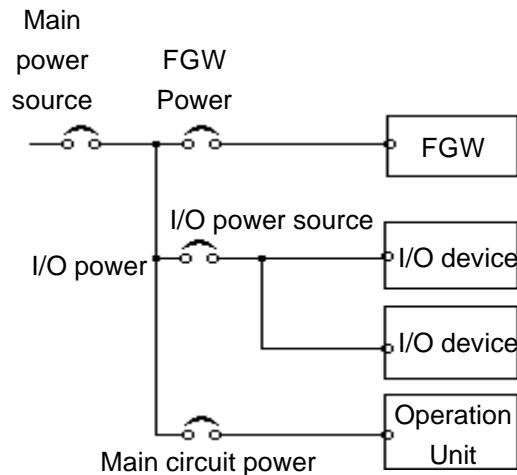 Main
power
source
FGW
Power
FGW
I/O power source
I/O power
I/O device
I/O device
Operation
Unit
Main circuit power